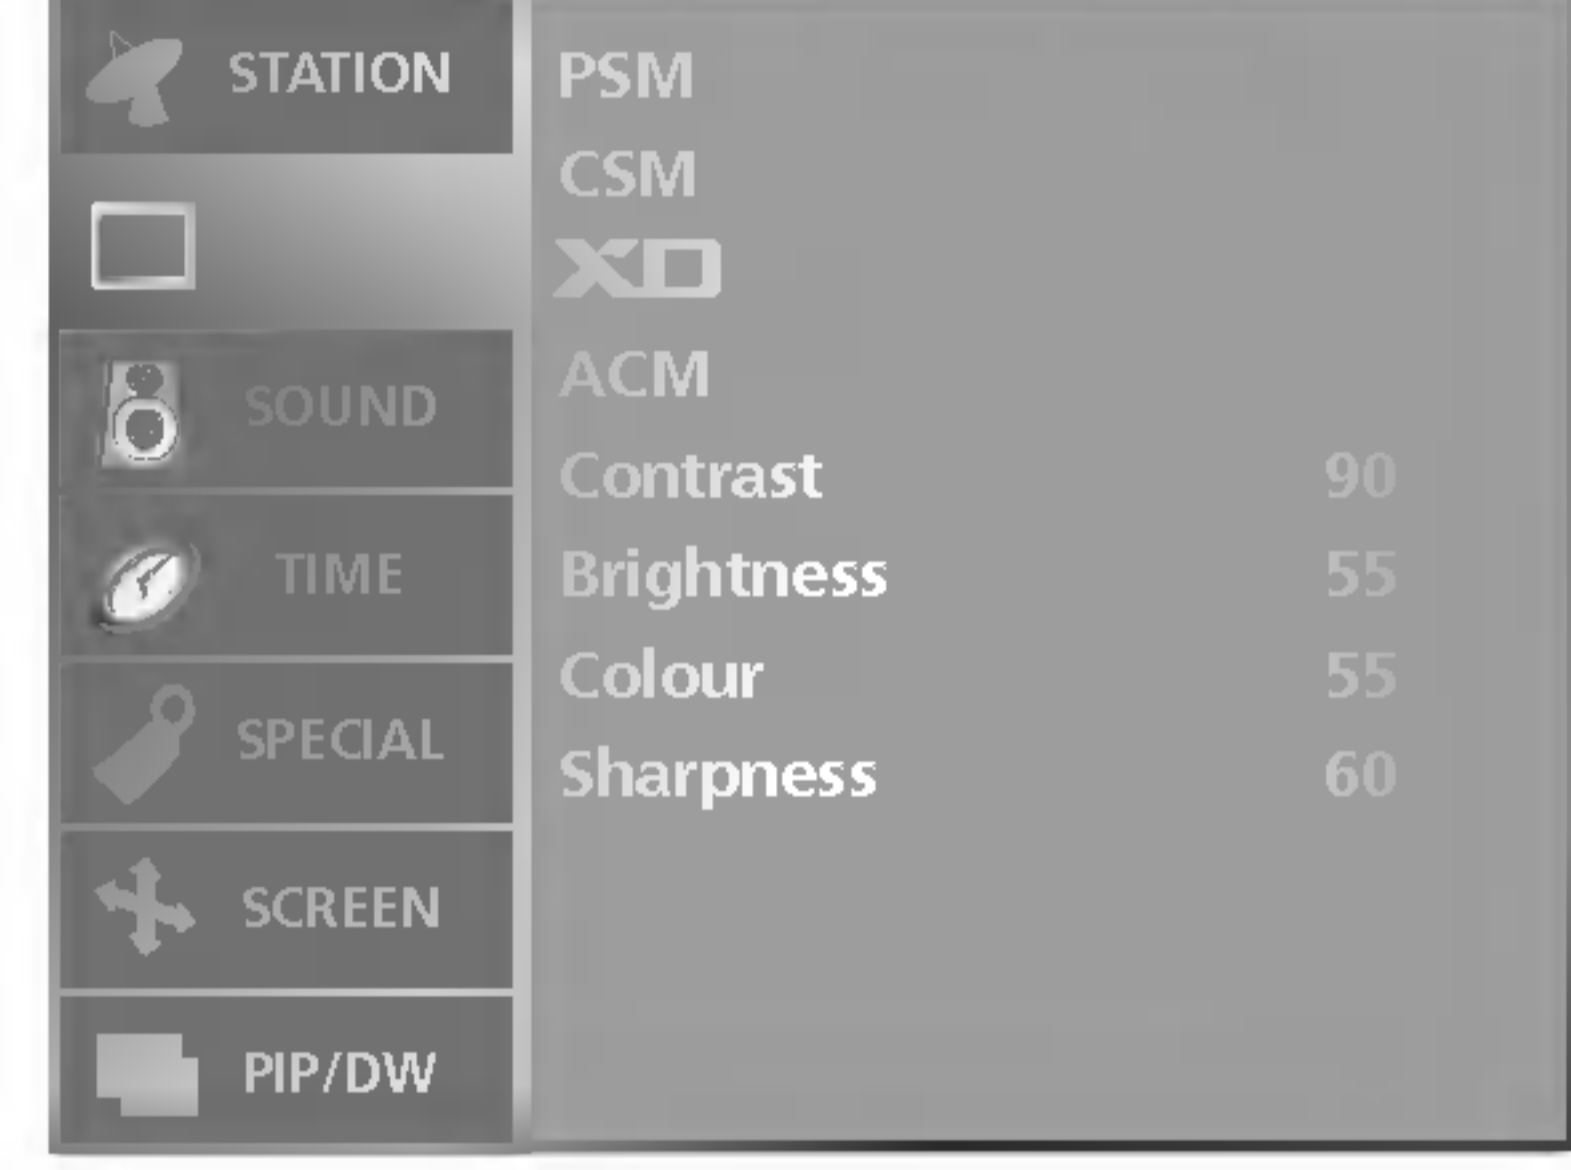 STATION
SOUND
TIME
SPECIAL
SCREEN
PIP/DW
PSM
CSM
XD
ACM
Contrast 90
Brightness 55
Colour 55
Sharpness 60